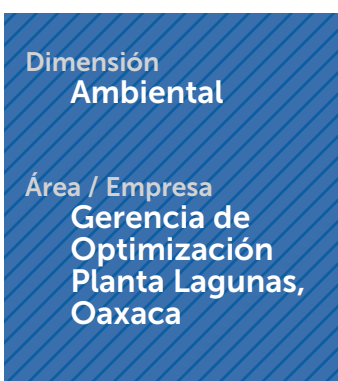 Dimensión
Ambiental
Área / Empresa
Gerencia de
Optimización
Planta Lagunas,
Oaxaca